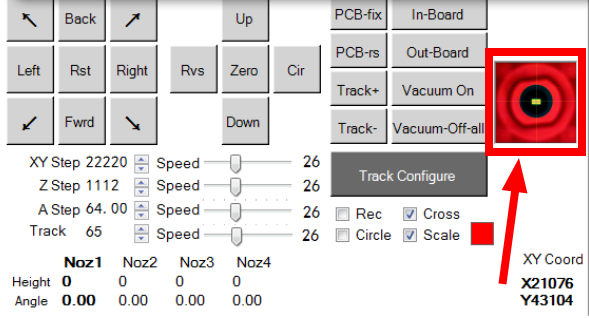 Back Up PCB-fix In-Board
Left Rst Right Rvs Zero Cir PCB-rs Out-Board
Track+ Vacuum On
Fwrd Down Track- Vacuum-Off-all
XY Step 22220 Speed 26 Track Configure
Z Step 1112 Speed 26
A Step 64.00 Speed 26 Rec Cross
Track 65 Speed 26 Circle Scale
Noz1 Noz2 Noz3 Noz4 XY Coord
Height 0 0 0 0 X21076
Angle 0.00 0.00 0.00 0.00 Y43104